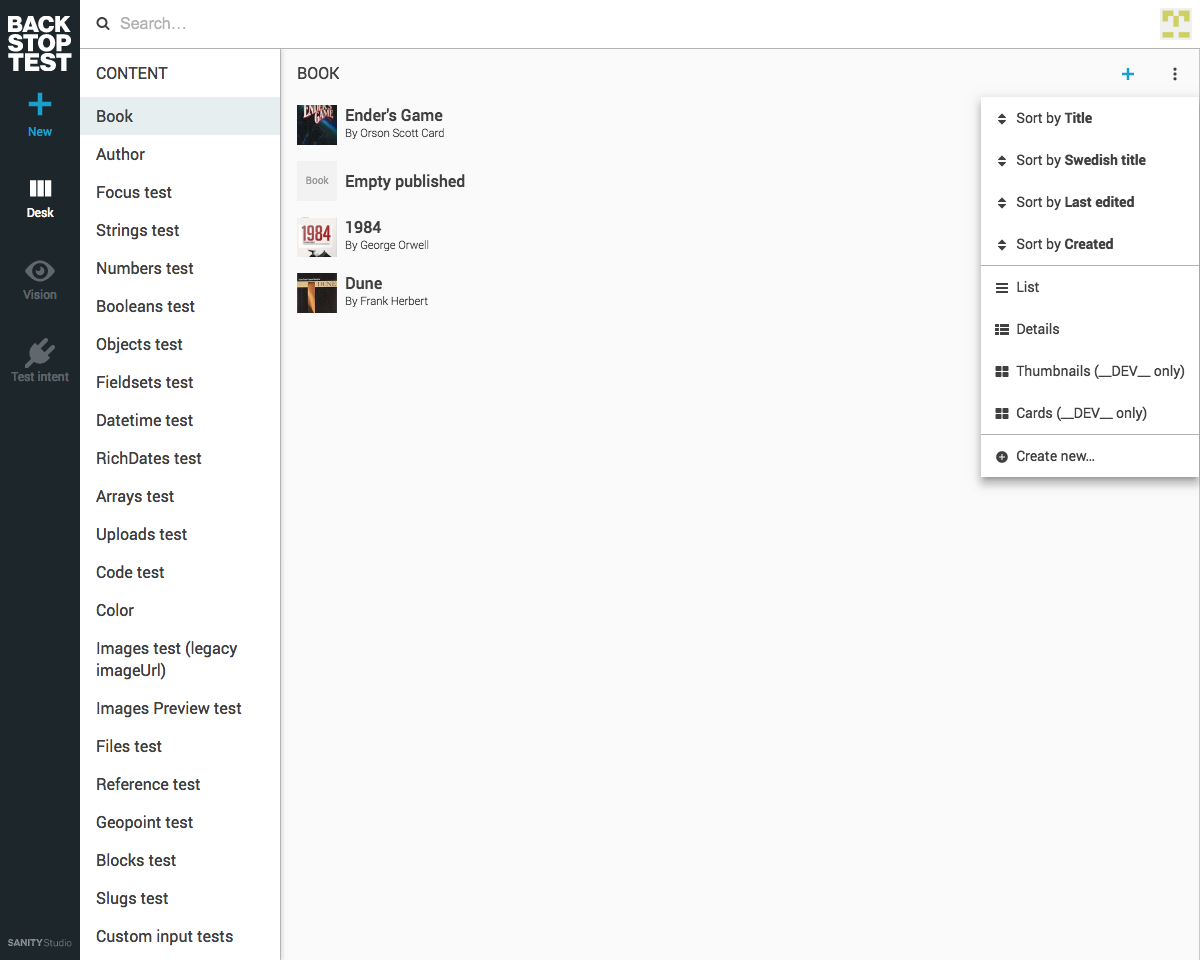 BACK
STOP
TEST
New
Desk
Vision
Test intent
SANITY Studio
Search…
CONTENT
Book
Author
Focus test
Strings test
Numbers test
Booleans test
Objects test
Fieldsets test
Datetime test
RichDates test
Arrays test
Uploads test
Code test
Color
Images test (legacy
imageUrl)
Images Preview test
Files test
Reference test
Geopoint test
Blocks test
Slugs test
Custom input tests
BOOK
ENDER'S
GAME
Ender's Game
By Orson Scott Card
Book
Empty published
1984
1984
By George Orwell
DUNE
Dune
By Frank Herbert
Sort by Title
Sort by Swedish title
Sort by Last edited
Sort by Created
List
Details
Thumbnails (__DEV__ only)
Cards (__DEV__ only)
Create new...